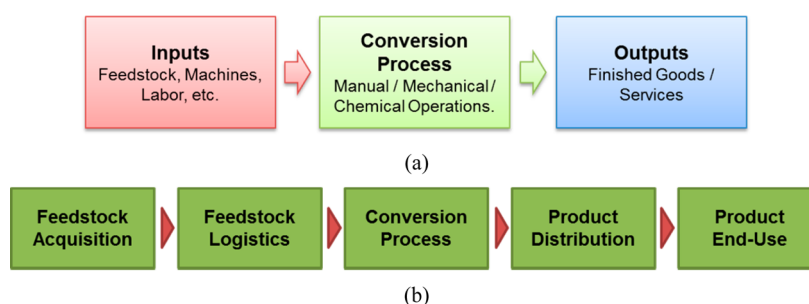 Inputs
Feedstock, Machines,
Labor, etc.
Conversion
Process
Manual / Mechanical /
Chemical Operations.
Outputs
Finished Goods /
Services
(a)
Feedstock
Acquisition
Feedstock
Logistics
Conversion
Process
Product
Distribution
Product
End-Use
(b)